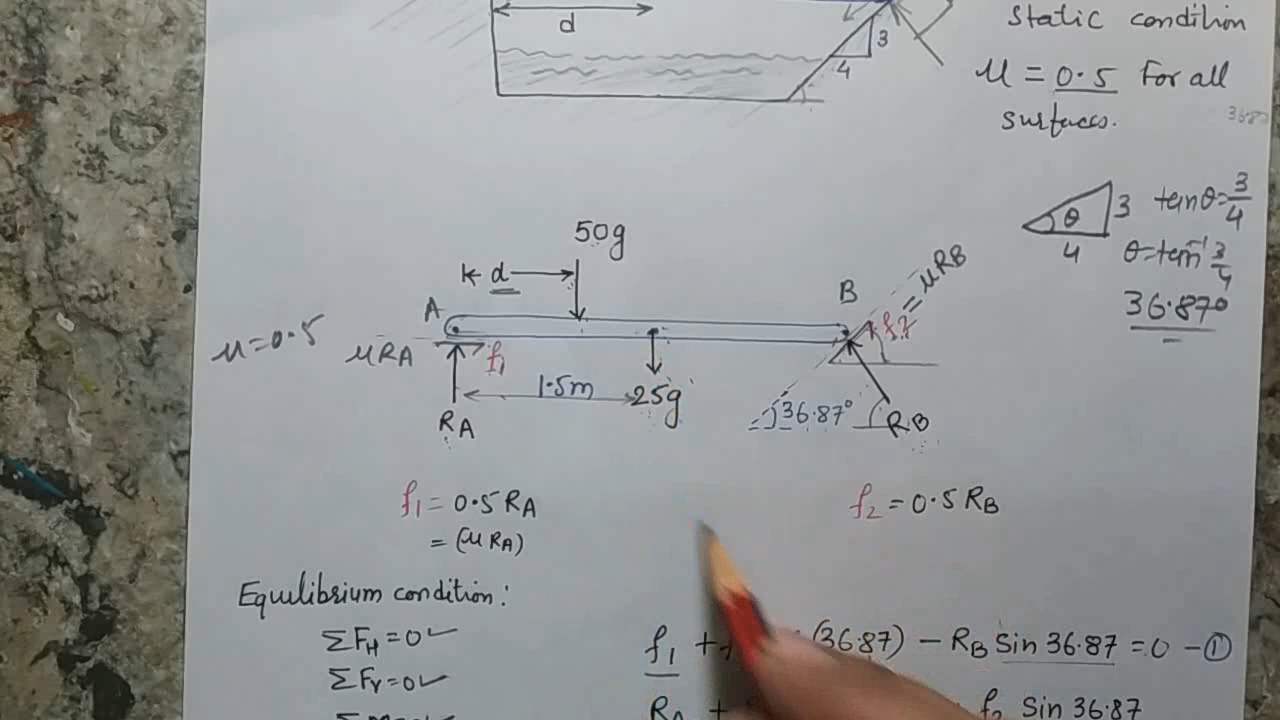 d
3
4
Static condition
μ = 0.5 For all
surfaces.
3
4
θ
tanθ=3/4
θ=tan⁻¹ 3/4
36.87°
50g
d
A
B
μ=0.5
μRA
f1
1.5m
25g
RA
= μRB
36.87°
RB
f1 = 0.5 RA
= (μ RA)
f2 = 0.5 RB
Equilibrium condition:
ΣFH = 0 ✓
ΣFY = 0 ✓
f1 + (36.87) − RB Sin 36.87 = 0 − ①
RA + f2 Sin 36.87